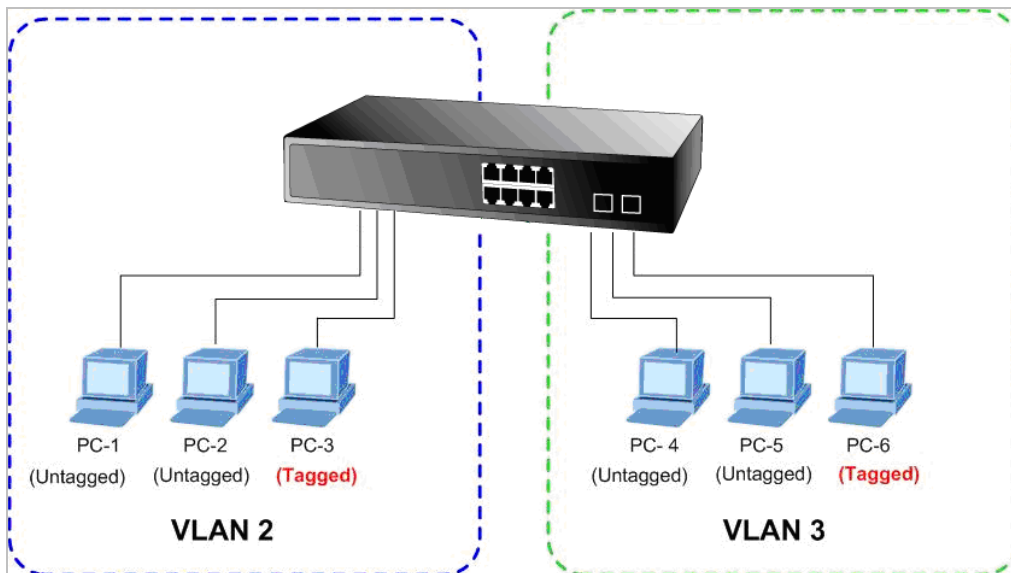 PC-1
(Untagged)
PC-2
(Untagged)
PC-3
(Tagged)
VLAN 2
PC- 4
(Untagged)
PC-5
(Untagged)
PC-6
(Tagged)
VLAN 3